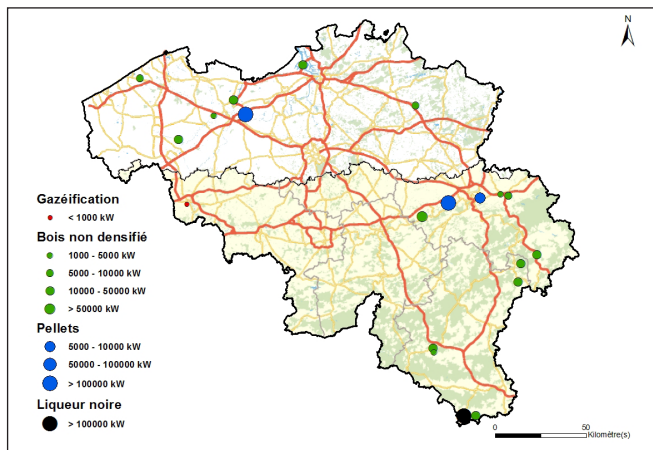 N
Gazéification
< 1000 kW
Bois non densifié
1000 - 5000 kW
5000 - 10000 kW
10000 - 50000 kW
> 50000 kW
Pellets
5000 - 10000 kW
50000 - 100000 kW
> 100000 kW
Liqueur noire
> 100000 kW
0 50
Kilomètre(s)